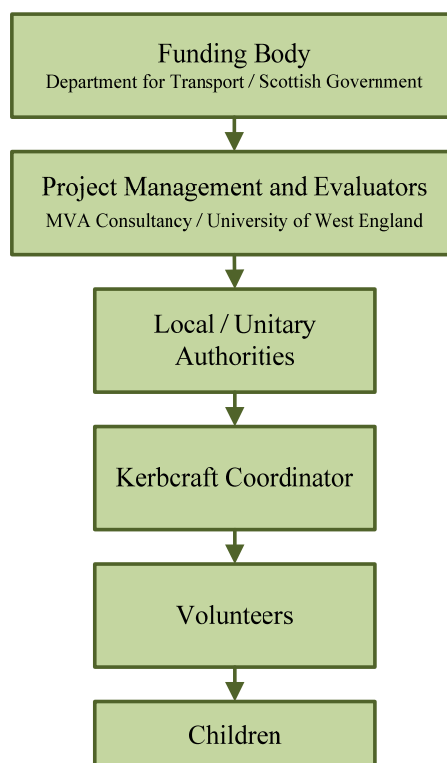 Funding Body
Department for Transport / Scottish Government
Project Management and Evaluators
MVA Consultancy / University of West England
Local / Unitary
Authorities
Kerbcraft Coordinator
Volunteers
Children